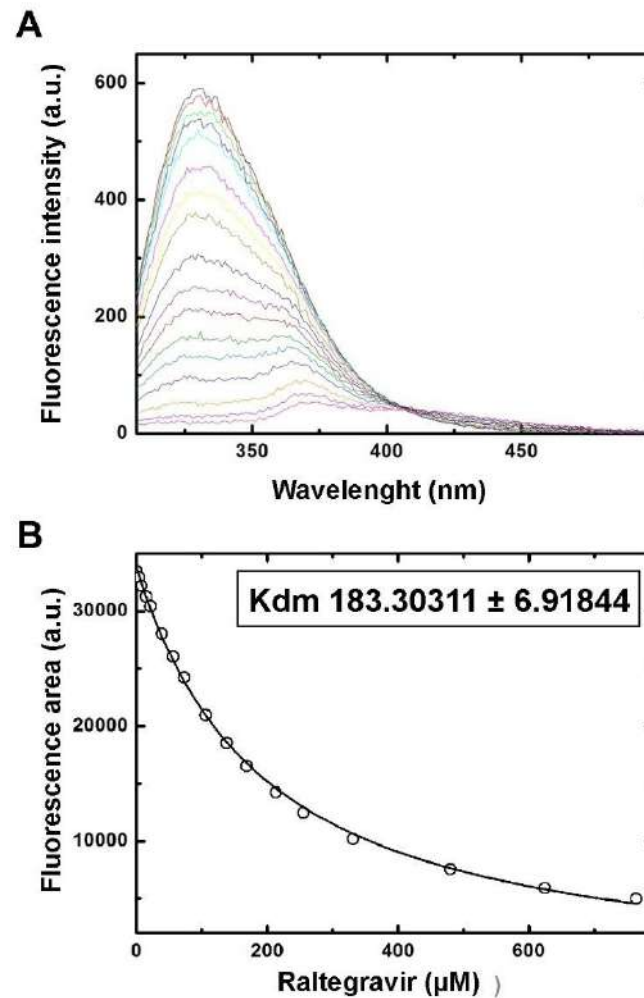 A
Fluorescence intensity (a.u.)
600
400
200
0
350
400
450
Wavelenght (nm)
B
Kdm 183.30311 ± 6.91844
Fluorescence area (a.u.)
30000
20000
10000
0
200
400
600
Raltegravir (µM) )